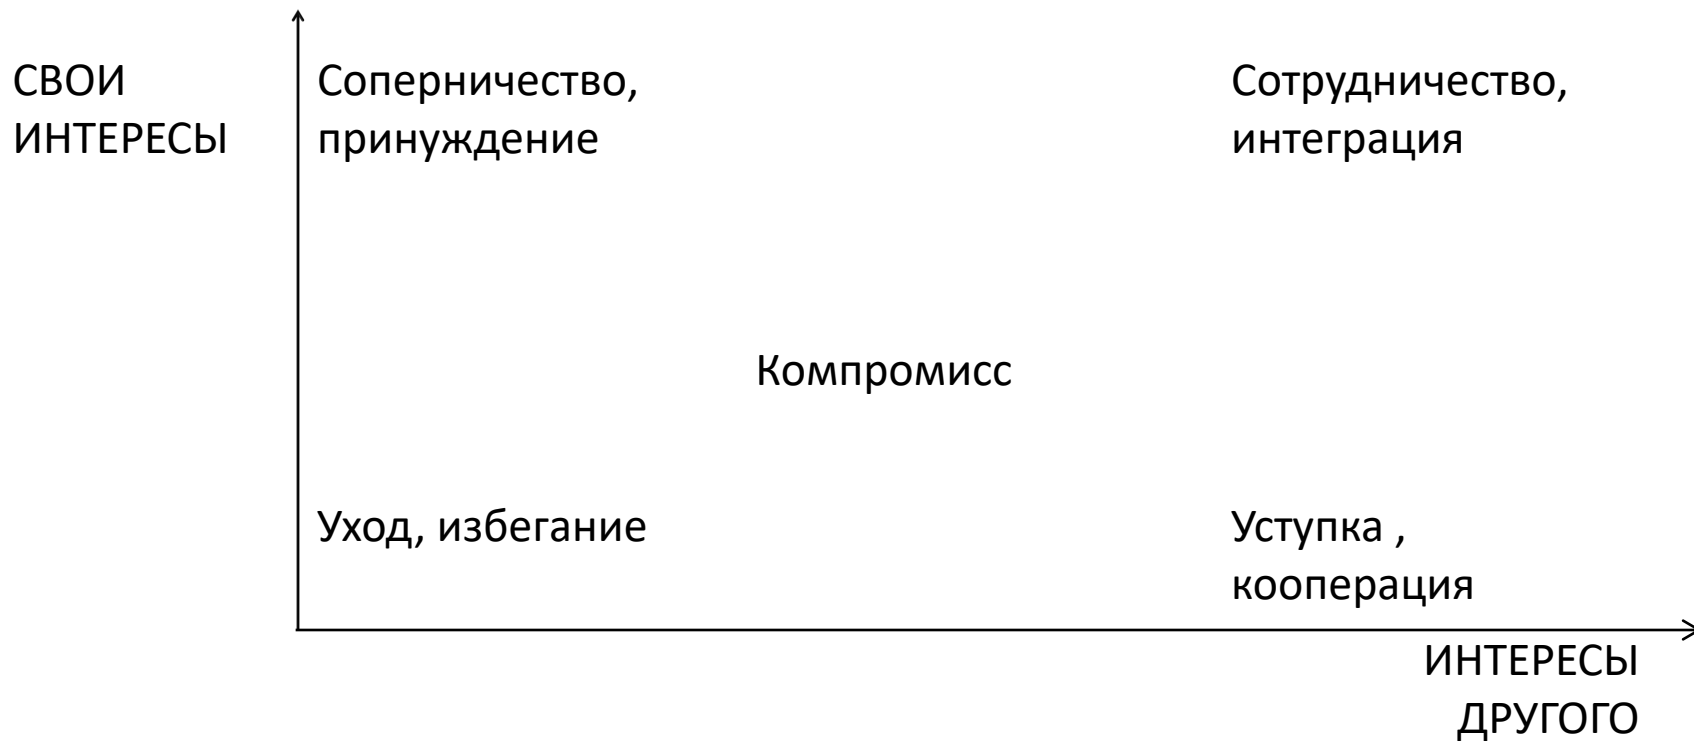 СВОИ
ИНТЕРЕСЫ
Соперничество,
принуждение
Сотрудничество,
интеграция
Компромисс
Уход, избегание
Уступка ,
кооперация
ИНТЕРЕСЫ
ДРУГОГО